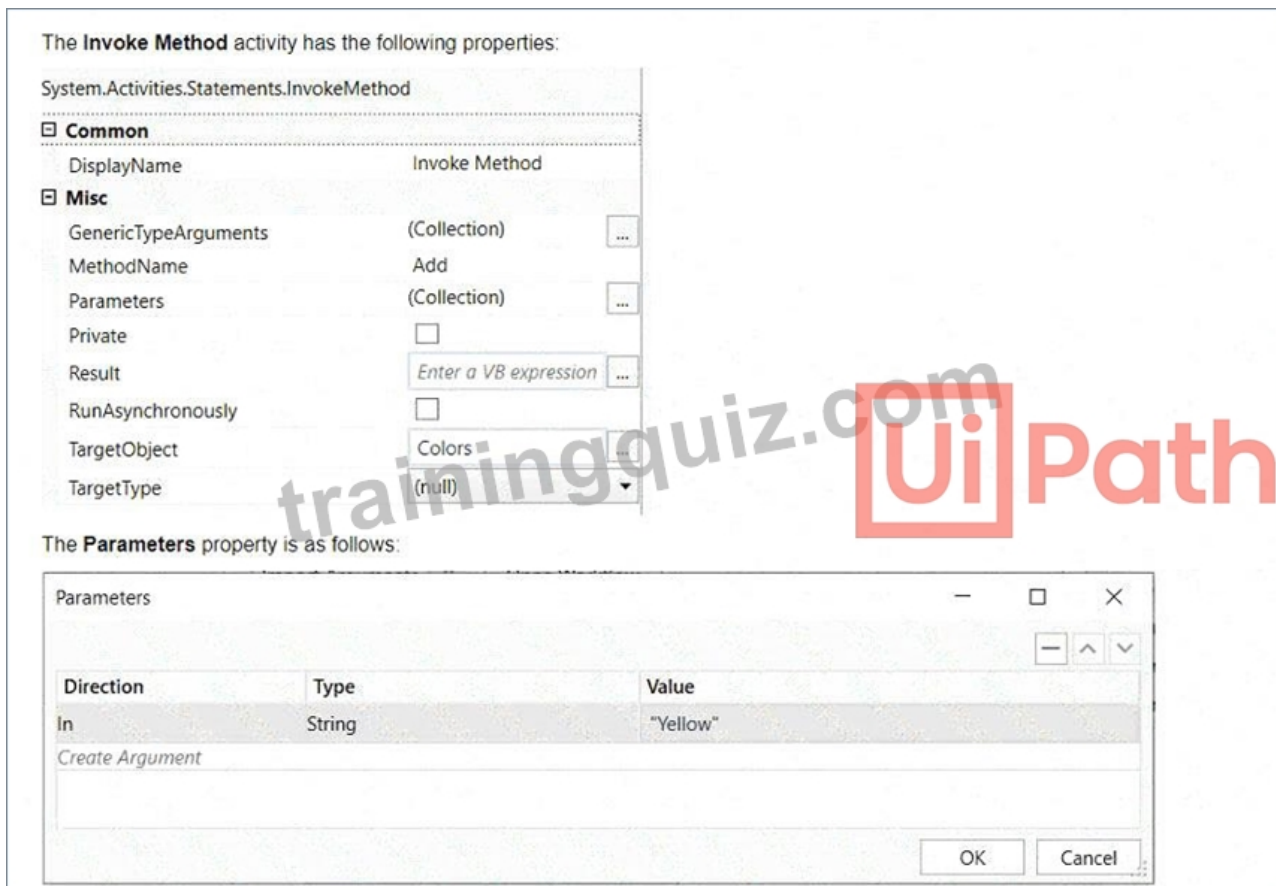 The Invoke Method activity has the following properties:
System.Activities.Statements.InvokeMethod
Common
DisplayName Invoke Method
Misc
GenericTypeArguments (Collection) ...
MethodName Add
Parameters (Collection) ...
Private
Result Enter a VB expression ...
RunAsynchronously
TargetObject Colors ...
TargetType (null)
trainingquiz.com
UiPath
The Parameters property is as follows:
Parameters
Direction Type Value
In String "Yellow"
Create Argument
OK Cancel